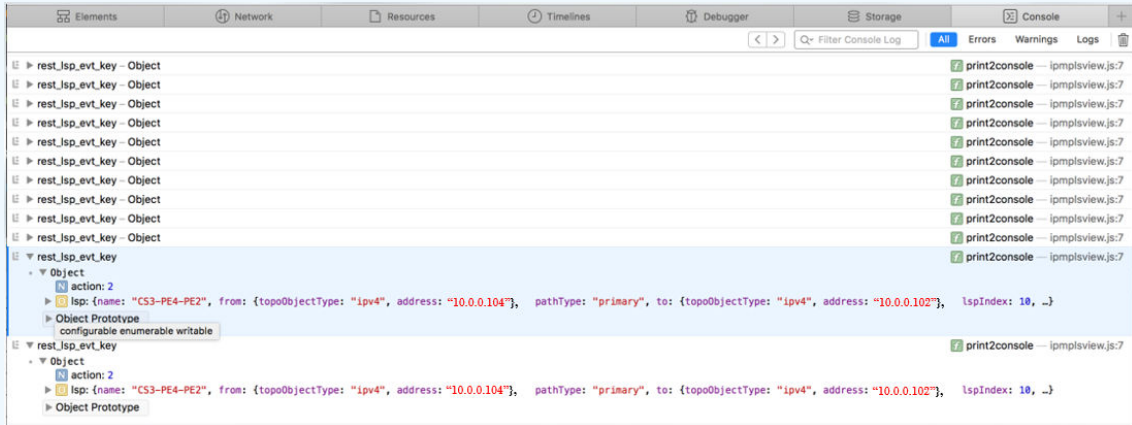 Elements Network Resources Timelines Debugger Storage Console +
< > Filter Console Log All Errors Warnings Logs
rest_lsp_evt_key – Object print2console — ipmplsview.js:7
rest_lsp_evt_key – Object print2console — ipmplsview.js:7
rest_lsp_evt_key – Object print2console — ipmplsview.js:7
rest_lsp_evt_key – Object print2console — ipmplsview.js:7
rest_lsp_evt_key – Object print2console — ipmplsview.js:7
rest_lsp_evt_key – Object print2console — ipmplsview.js:7
rest_lsp_evt_key – Object print2console — ipmplsview.js:7
rest_lsp_evt_key – Object print2console — ipmplsview.js:7
rest_lsp_evt_key – Object print2console — ipmplsview.js:7
rest_lsp_evt_key – Object print2console — ipmplsview.js:7
rest_lsp_evt_key print2console — ipmplsview.js:7
Object
N action: 2
O lsp: {name: "CS3-PE4-PE2", from: {topoObjectType: "ipv4", address: “10.0.0.104”}, pathType: "primary", to: {topoObjectType: "ipv4", address: “10.0.0.102”}, lspIndex: 10, …}
Object Prototype
configurable enumerable writable
rest_lsp_evt_key print2console — ipmplsview.js:7
Object
N action: 2
O lsp: {name: "CS3-PE4-PE2", from: {topoObjectType: "ipv4", address: “10.0.0.104”}, pathType: "primary", to: {topoObjectType: "ipv4", address: “10.0.0.102”}, lspIndex: 10, …}
Object Prototype